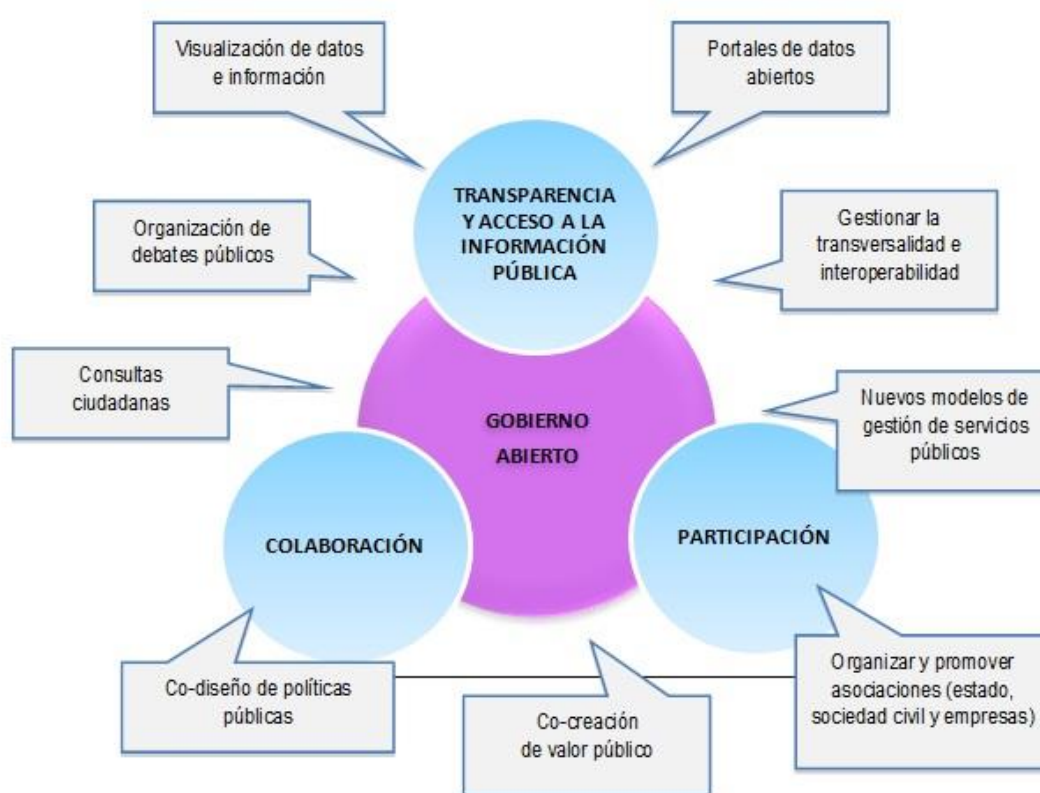 Visualización de datos
e información
Portales de datos
abiertos
TRANSPARENCIA
Y ACCESO A LA
INFORMACIÓN
PÚBLICA
Organización de
debates públicos
Gestionar la
transversalidad e
interoperabilidad
Consultas
ciudadanas
GOBIERNO
ABIERTO
Nuevos modelos de
gestión de servicios
públicos
COLABORACIÓN
PARTICIPACIÓN
Co-diseño de políticas
públicas
Co-creación
de valor público
Organizar y promover
asociaciones (estado,
sociedad civil y empresas)